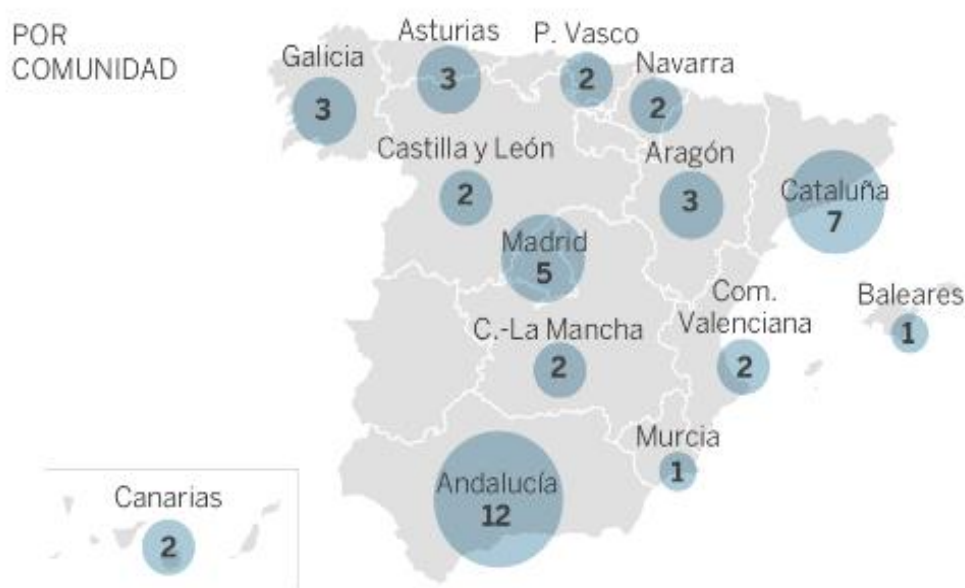 POR
COMUNIDAD
Asturias
3
P. Vasco
2
Galicia
3
Navarra
2
Castilla y León
2
Aragón
3
Cataluña
7
Madrid
5
Com.
Valenciana
2
Baleares
1
C.-La Mancha
2
Murcia
1
Andalucía
12
Canarias
2